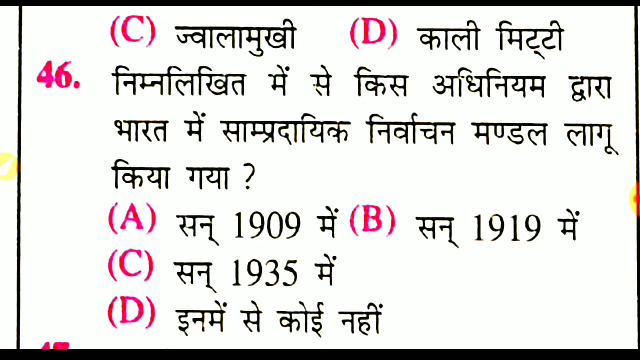 (C) ज्वालामुखी (D) काली मिट्टी
46. निम्नलिखित में से किस अधिनियम द्वारा
भारत में साम्प्रदायिक निर्वाचन मण्डल लागू
किया गया ?
(A) सन् 1909 में (B) सन् 1919 में
(C) सन् 1935 में
(D) इनमें से कोई नहीं